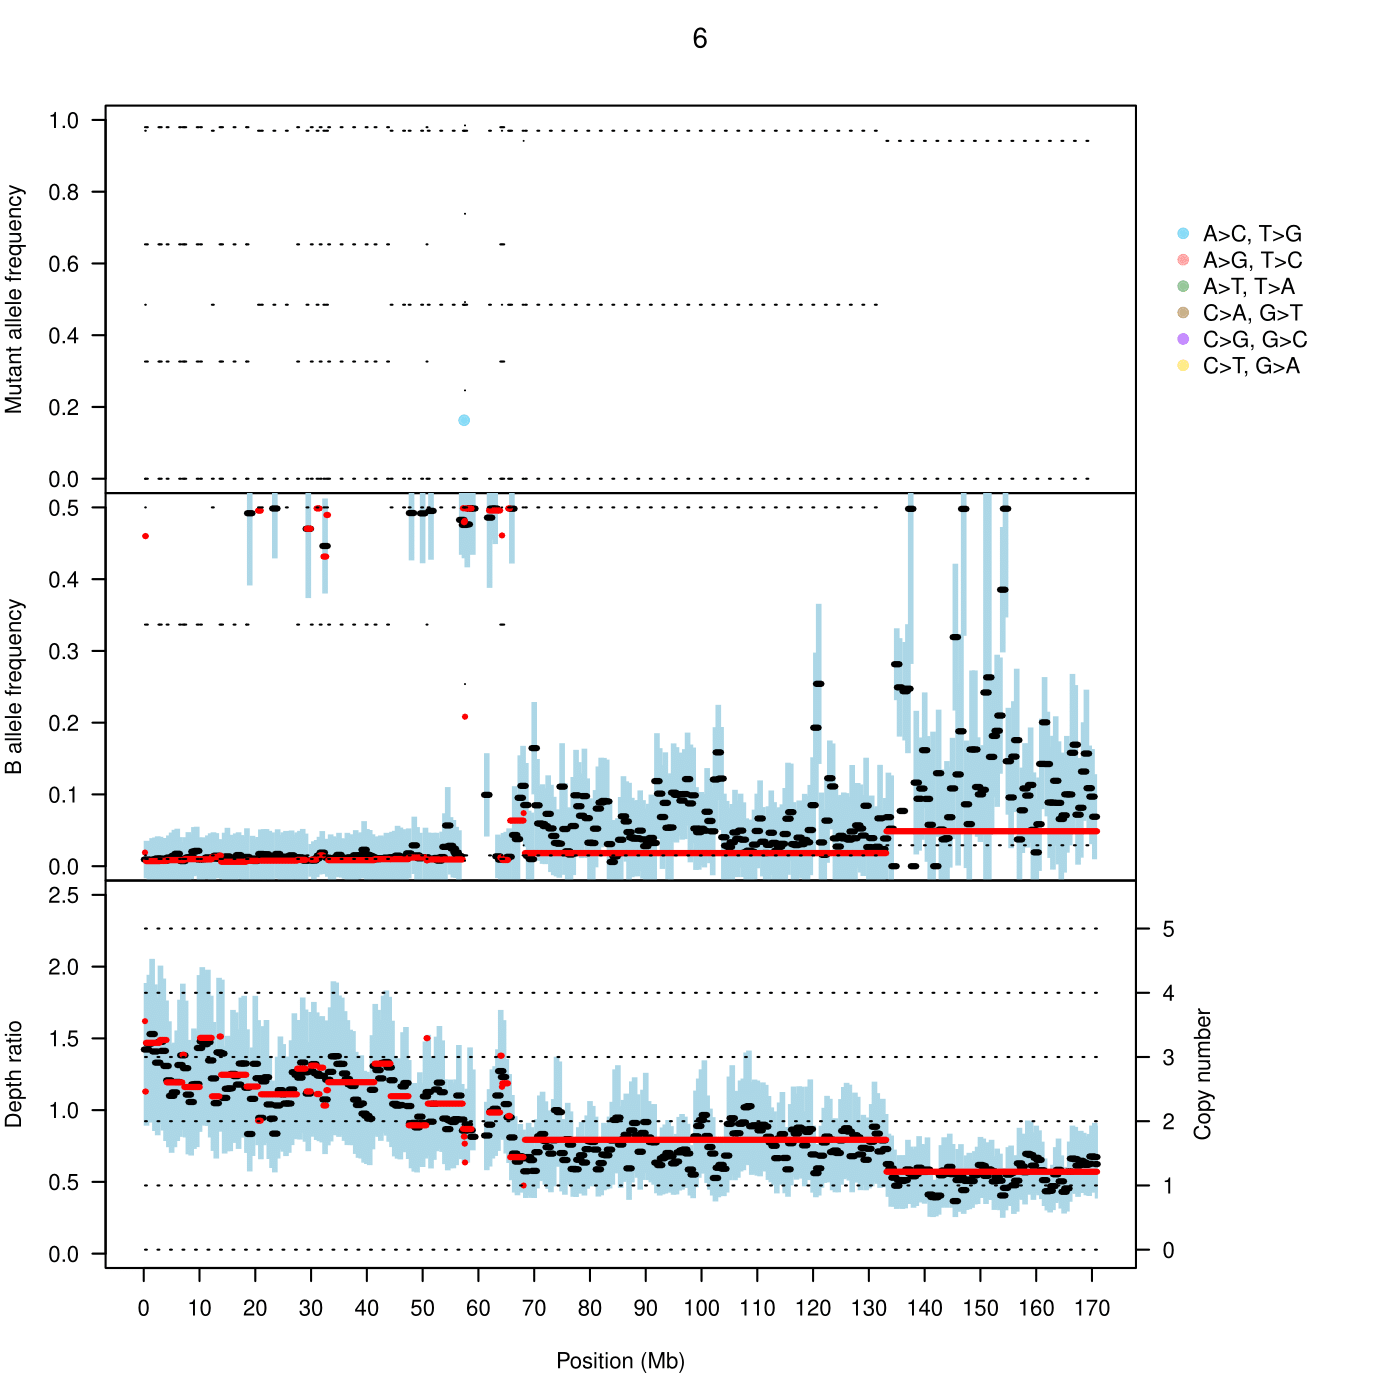 6
Mutant allele frequency
1.0
0.8
0.6
0.4
0.2
0.0
A>C, T>G
A>G, T>C
A>T, T>A
C>A, G>T
C>G, G>C
C>T, G>A
B allele frequency
0.5
0.4
0.3
0.2
0.1
0.0
Depth ratio
2.5
2.0
1.5
1.0
0.5
0.0
Copy number
5
4
3
2
1
0
0 10 20 30 40 50 60 70 80 90 100 110 120 130 140 150 160 170
Position (Mb)